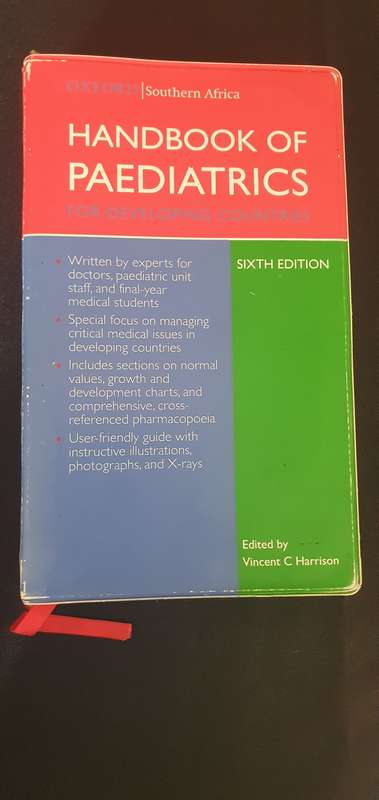 OXFORD | Southern Africa
HANDBOOK OF
PAEDIATRICS
FOR DEVELOPING COUNTRIES
• Written by experts for
doctors, paediatric unit
staff, and final-year
medical students
• Special focus on managing
critical medical issues in
developing countries
• Includes sections on normal
values, growth and
development charts, and
comprehensive, cross-
referenced pharmacopoeia
• User-friendly guide with
instructive illustrations,
photographs, and X-rays
SIXTH EDITION
Edited by
Vincent C Harrison